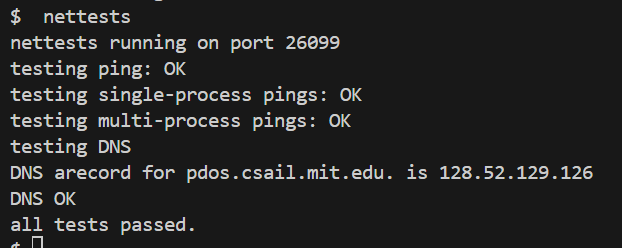 $ nettests
nettests running on port 26099
testing ping: OK
testing single-process pings: OK
testing multi-process pings: OK
testing DNS
DNS arecord for pdos.csail.mit.edu. is 128.52.129.126
DNS OK
all tests passed.
$